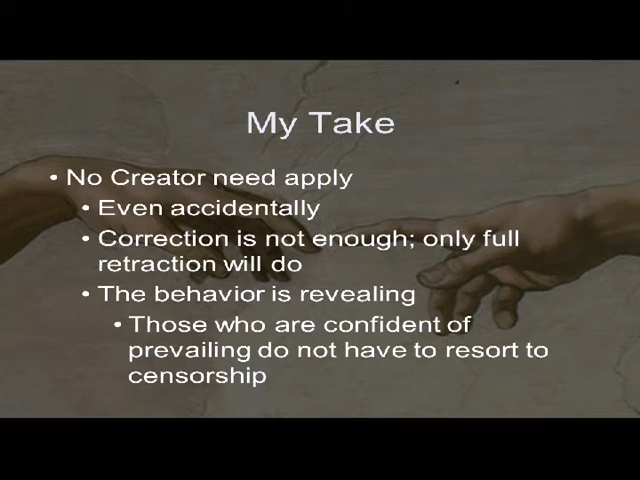 My Take
• No Creator need apply
• Even accidentally
• Correction is not enough; only full
retraction will do
• The behavior is revealing
• Those who are confident of
prevailing do not have to resort to
censorship